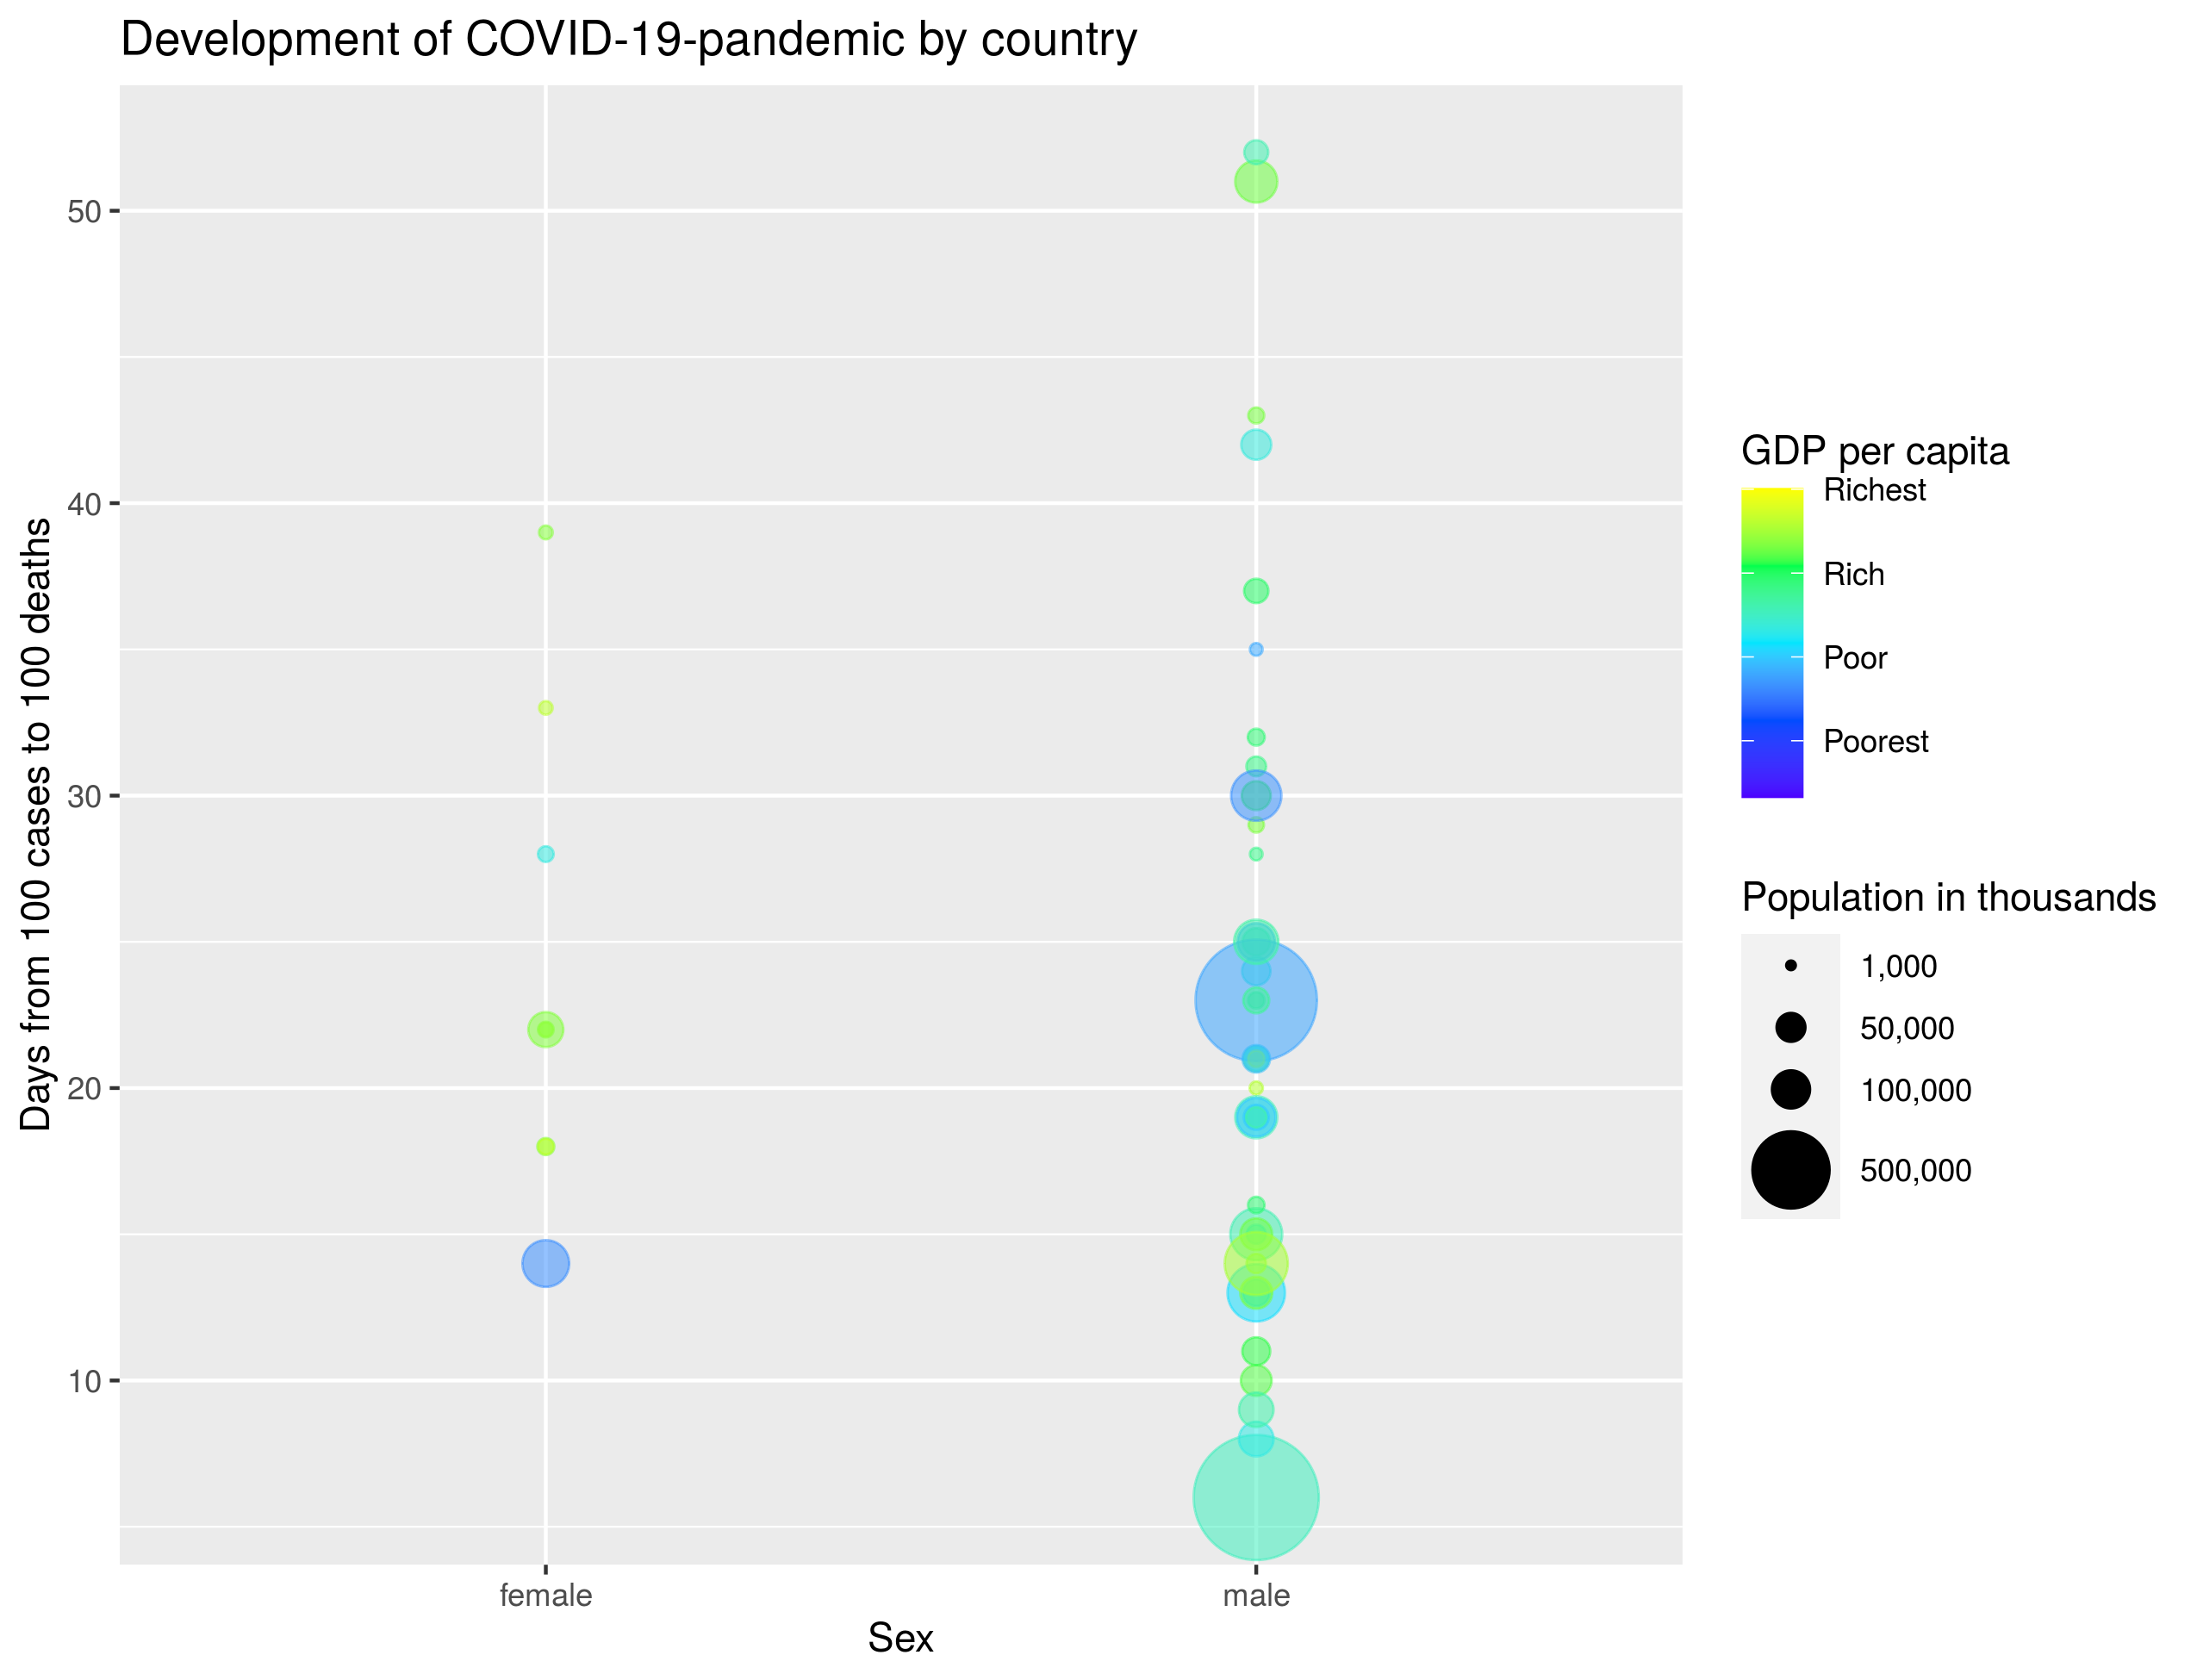 Development of COVID-19-pandemic by country
Days from 100 cases to 100 deaths
50
40
30
20
10
female
male
Sex
GDP per capita
Richest
Rich
Poor
Poorest
Population in thousands
1,000
50,000
100,000
500,000